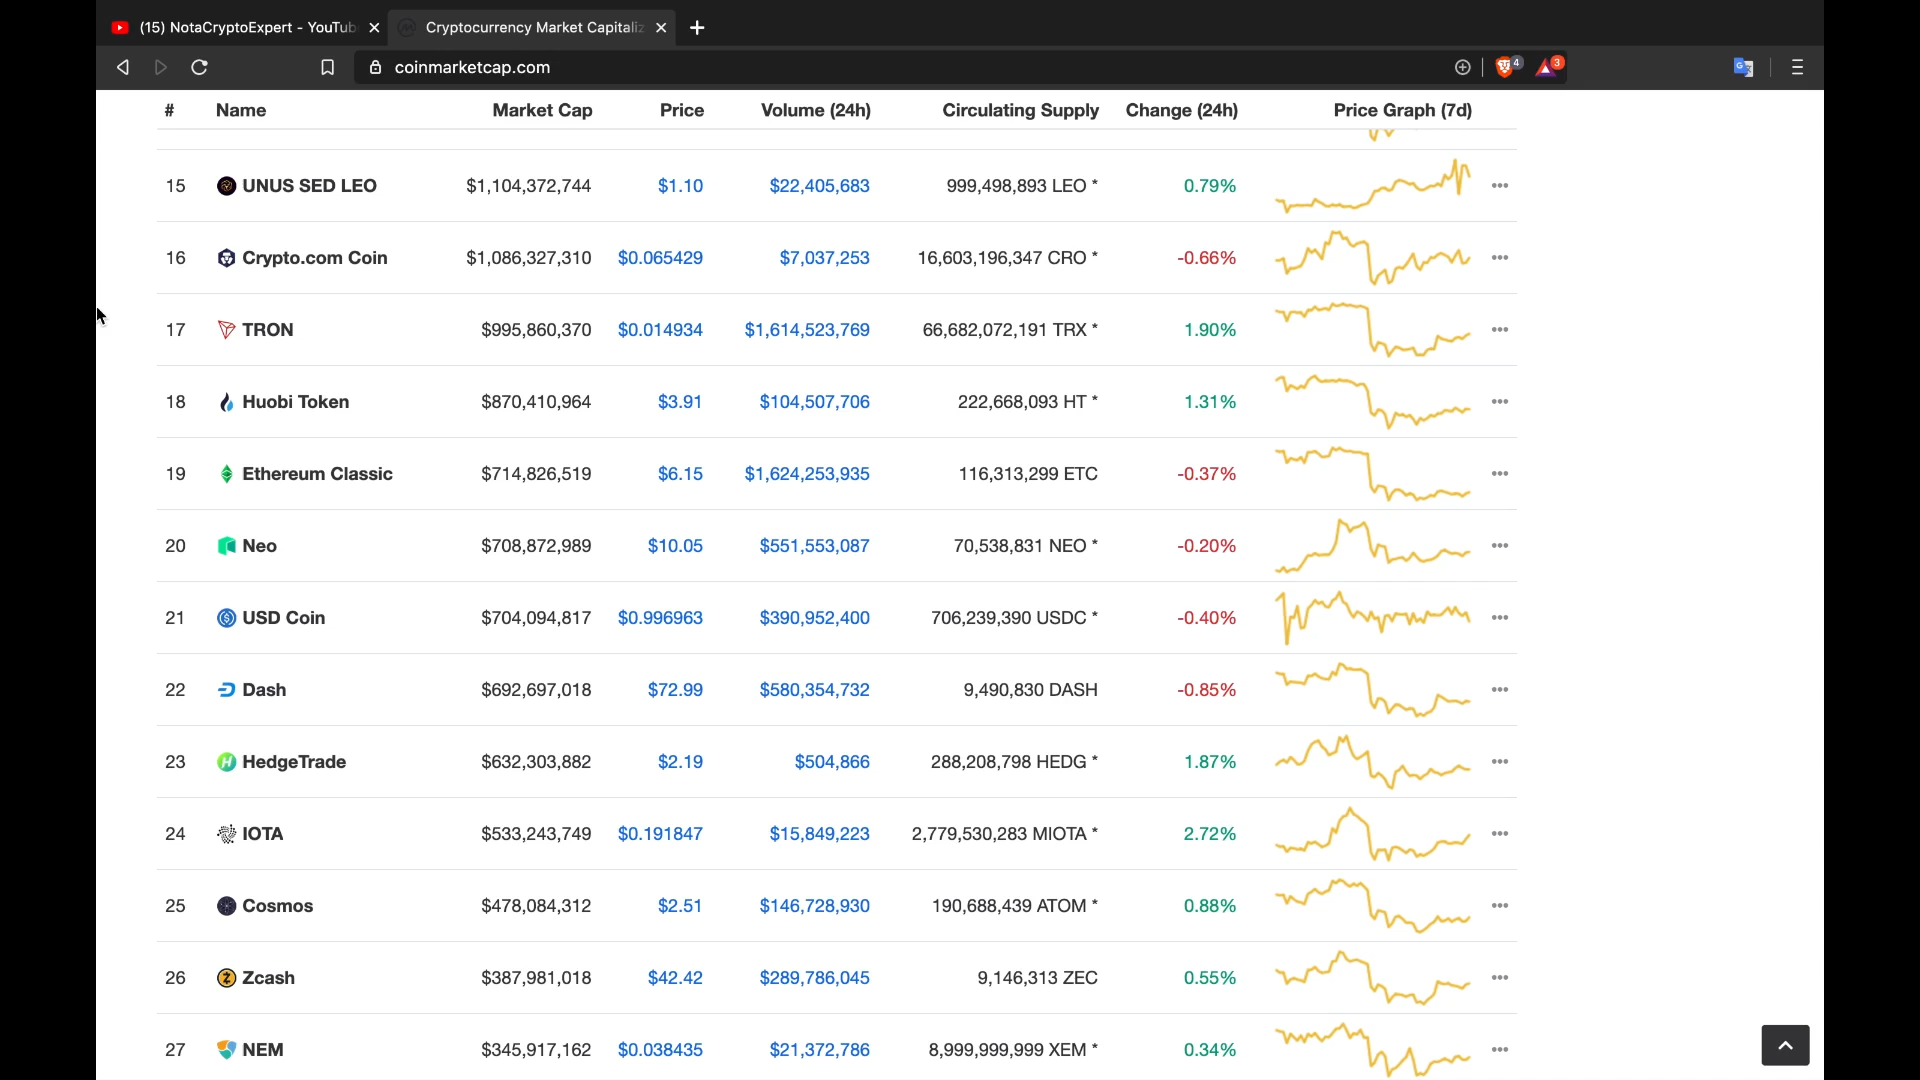 (15) NotaCryptoExpert - YouTub
Cryptocurrency Market Capitaliz
coinmarketcap.com
4
3
# Name Market Cap Price Volume (24h) Circulating Supply Change (24h) Price Graph (7d)
15 UNUS SED LEO $1,104,372,744 $1.10 $22,405,683 999,498,893 LEO * 0.79%
16 Crypto.com Coin $1,086,327,310 $0.065429 $7,037,253 16,603,196,347 CRO * -0.66%
17 TRON $995,860,370 $0.014934 $1,614,523,769 66,682,072,191 TRX * 1.90%
18 Huobi Token $870,410,964 $3.91 $104,507,706 222,668,093 HT * 1.31%
19 Ethereum Classic $714,826,519 $6.15 $1,624,253,935 116,313,299 ETC -0.37%
20 Neo $708,872,989 $10.05 $551,553,087 70,538,831 NEO * -0.20%
21 USD Coin $704,094,817 $0.996963 $390,952,400 706,239,390 USDC * -0.40%
22 Dash $692,697,018 $72.99 $580,354,732 9,490,830 DASH -0.85%
23 HedgeTrade $632,303,882 $2.19 $504,866 288,208,798 HEDG * 1.87%
24 IOTA $533,243,749 $0.191847 $15,849,223 2,779,530,283 MIOTA * 2.72%
25 Cosmos $478,084,312 $2.51 $146,728,930 190,688,439 ATOM * 0.88%
26 Zcash $387,981,018 $42.42 $289,786,045 9,146,313 ZEC 0.55%
27 NEM $345,917,162 $0.038435 $21,372,786 8,999,999,999 XEM * 0.34%